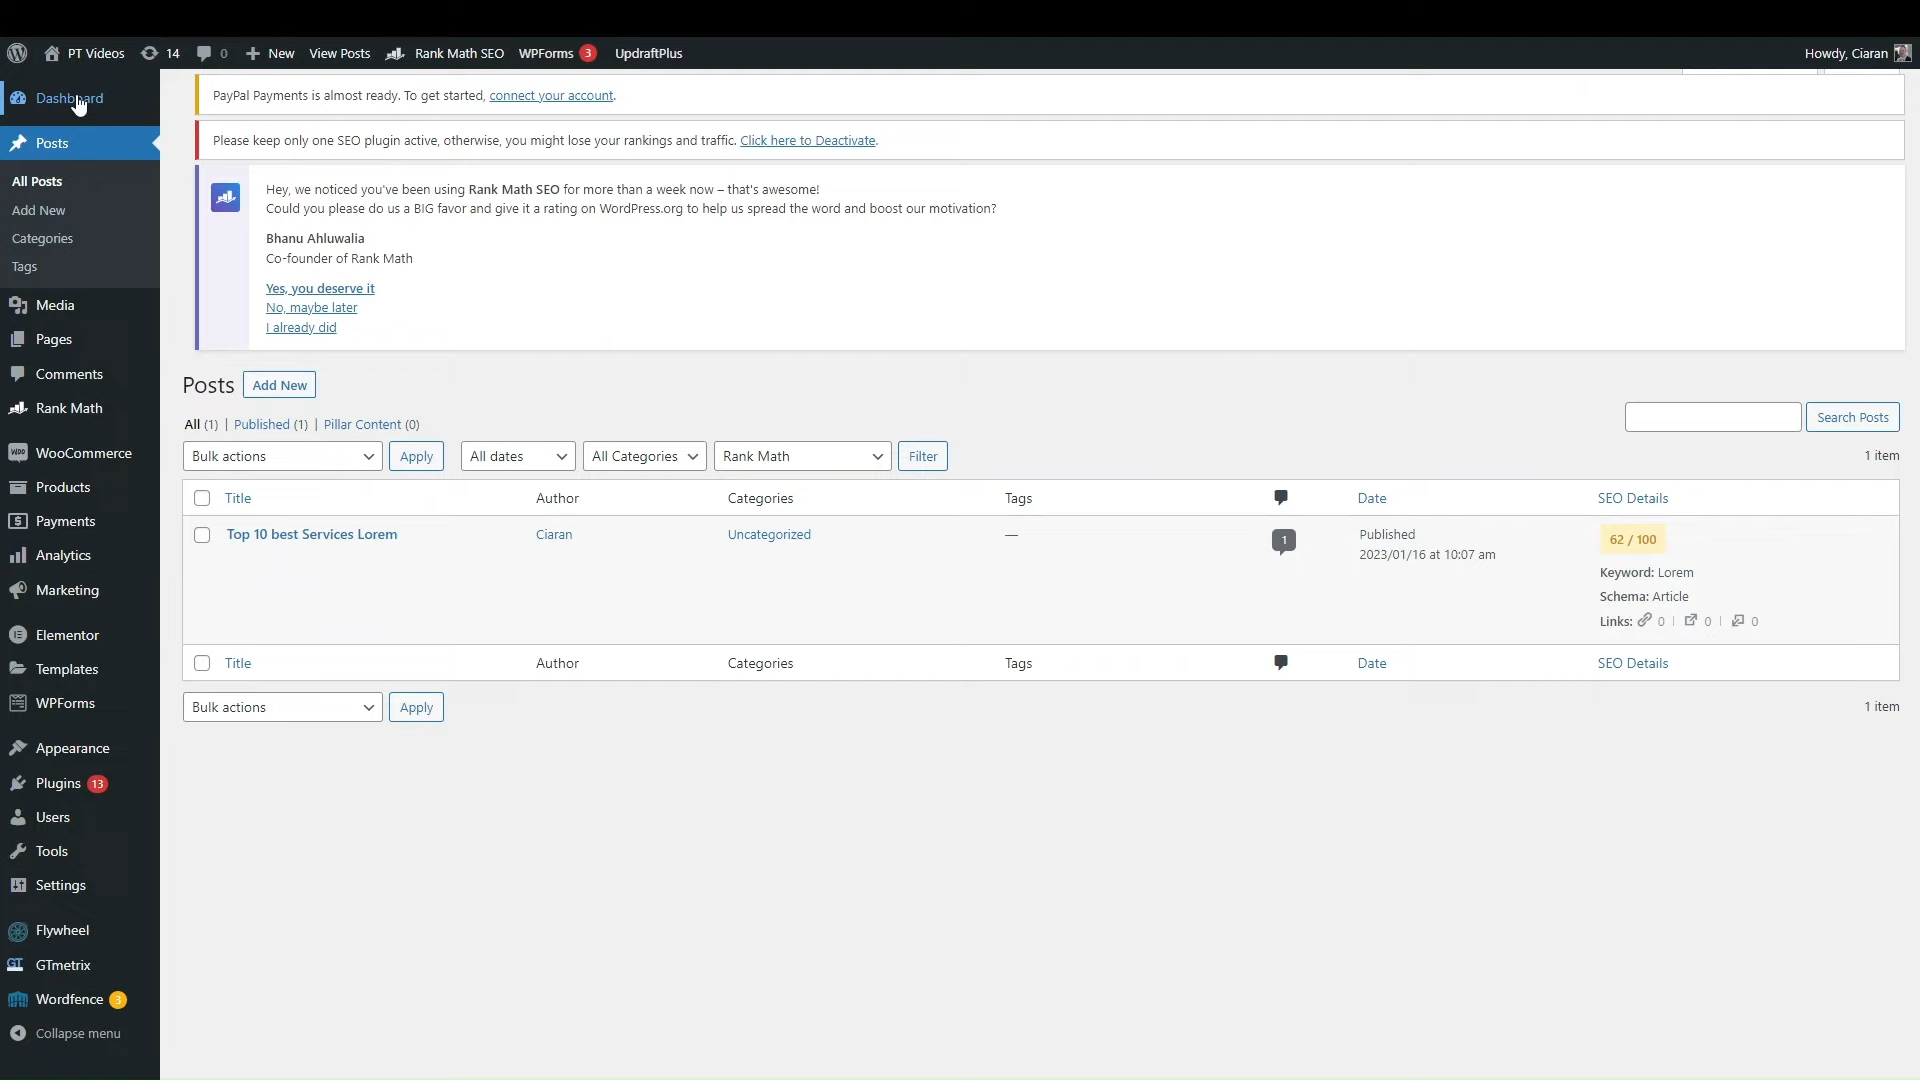 PT Videos 14 0 New View Posts Rank Math SEO WPForms 3 UpdraftPlus Howdy, Ciaran
Dashboard
Posts
All Posts
Add New
Categories
Tags
Media
Pages
Comments
Rank Math
WooCommerce
Products
Payments
Analytics
Marketing
Elementor
Templates
WPForms
Appearance
Plugins 13
Users
Tools
Settings
Flywheel
GTmetrix
Wordfence 3
Collapse menu
PayPal Payments is almost ready. To get started, connect your account.
Please keep only one SEO plugin active, otherwise, you might lose your rankings and traffic. Click here to Deactivate.
Hey, we noticed you've been using Rank Math SEO for more than a week now – that's awesome!
Could you please do us a BIG favor and give it a rating on WordPress.org to help us spread the word and boost our motivation?
Bhanu Ahluwalia
Co-founder of Rank Math
Yes, you deserve it
No, maybe later
I already did
Posts Add New
All (1) | Published (1) | Pillar Content (0)
Search Posts
Bulk actions Apply All dates All Categories Rank Math Filter 1 item
Title Author Categories Tags Date SEO Details
Top 10 best Services Lorem Ciaran Uncategorized — 1 Published 62 / 100
2023/01/16 at 10:07 am
Keyword: Lorem
Schema: Article
Links: 0 | 0 | 0
Title Author Categories Tags Date SEO Details
Bulk actions Apply 1 item